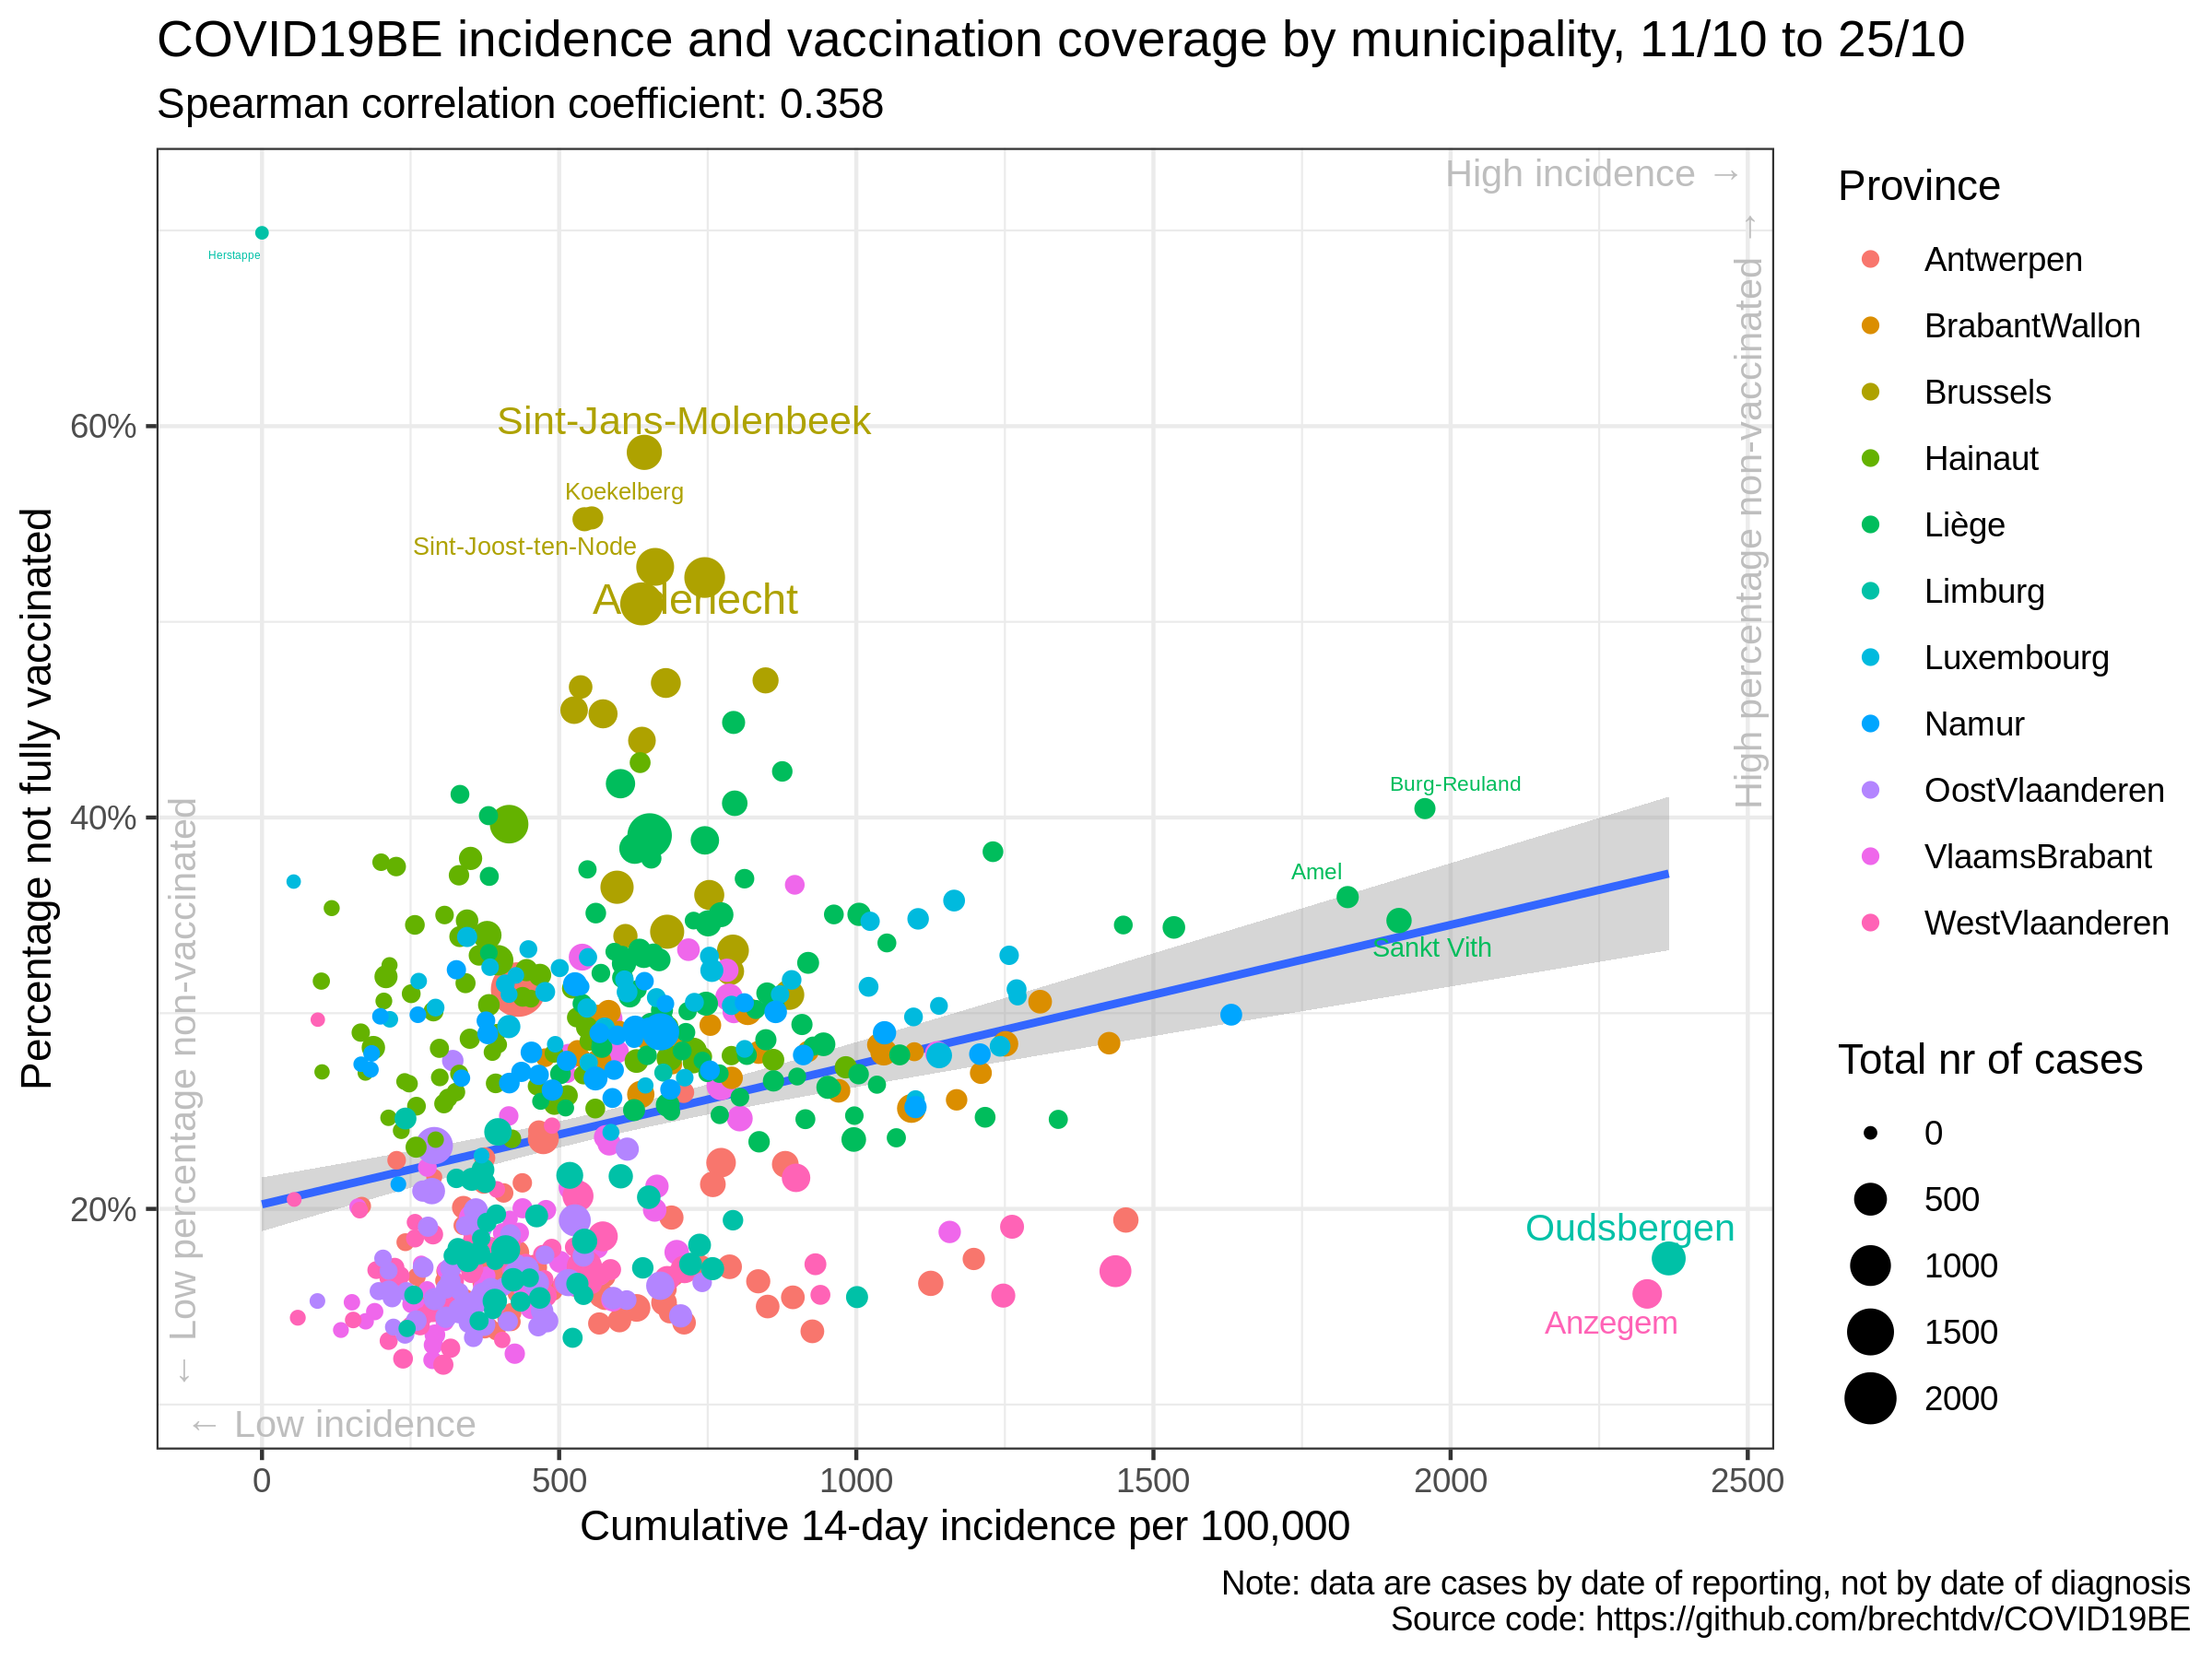 COVID19BE incidence and vaccination coverage by municipality, 11/10 to 25/10
Spearman correlation coefficient: 0.358
High incidence →
High percentage non-vaccinated →
Herstappe
Sint-Jans-Molenbeek
Koekelberg
Sint-Joost-ten-Node
Burg-Reuland
Amel
Sankt Vith
Oudsbergen
Anzegem
← Low percentage non-vaccinated
← Low incidence
Percentage not fully vaccinated
60%
40%
20%
0
500
1000
1500
2000
2500
Cumulative 14-day incidence per 100,000
Province
Antwerpen
BrabantWallon
Brussels
Hainaut
Liège
Limburg
Luxembourg
Namur
OostVlaanderen
VlaamsBrabant
WestVlaanderen
Total nr of cases
0
500
1000
1500
2000
Note: data are cases by date of reporting, not by date of diagnosis
Source code: https://github.com/brechtdv/COVID19BE